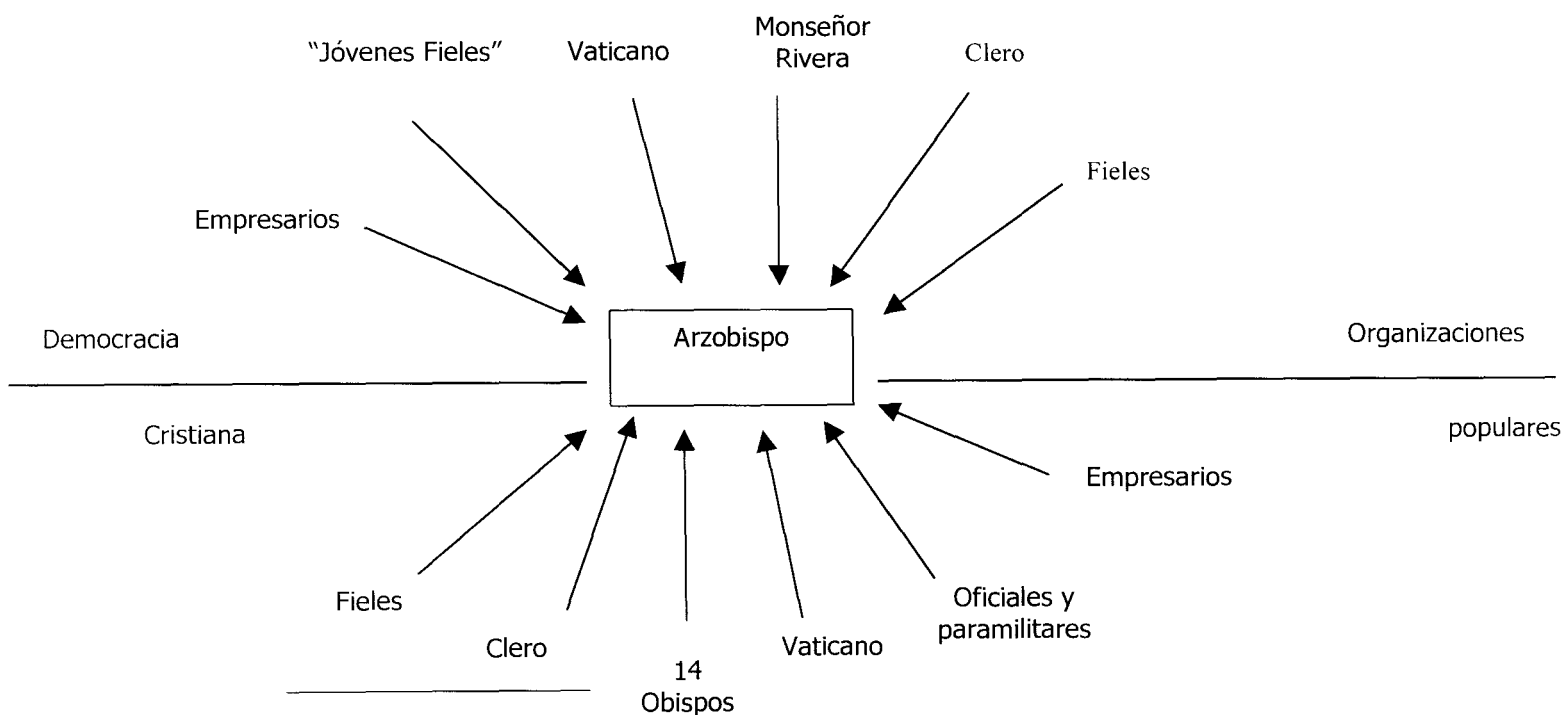 Monseñor
"Jóvenes Fieles" Vaticano Rivera Clero
Fieles
Empresarios
Arzobispo
Democracia Organizaciones
Cristiana populares
Empresarios
Fieles Oficiales y
paramilitares
Clero Vaticano
14
Obispos